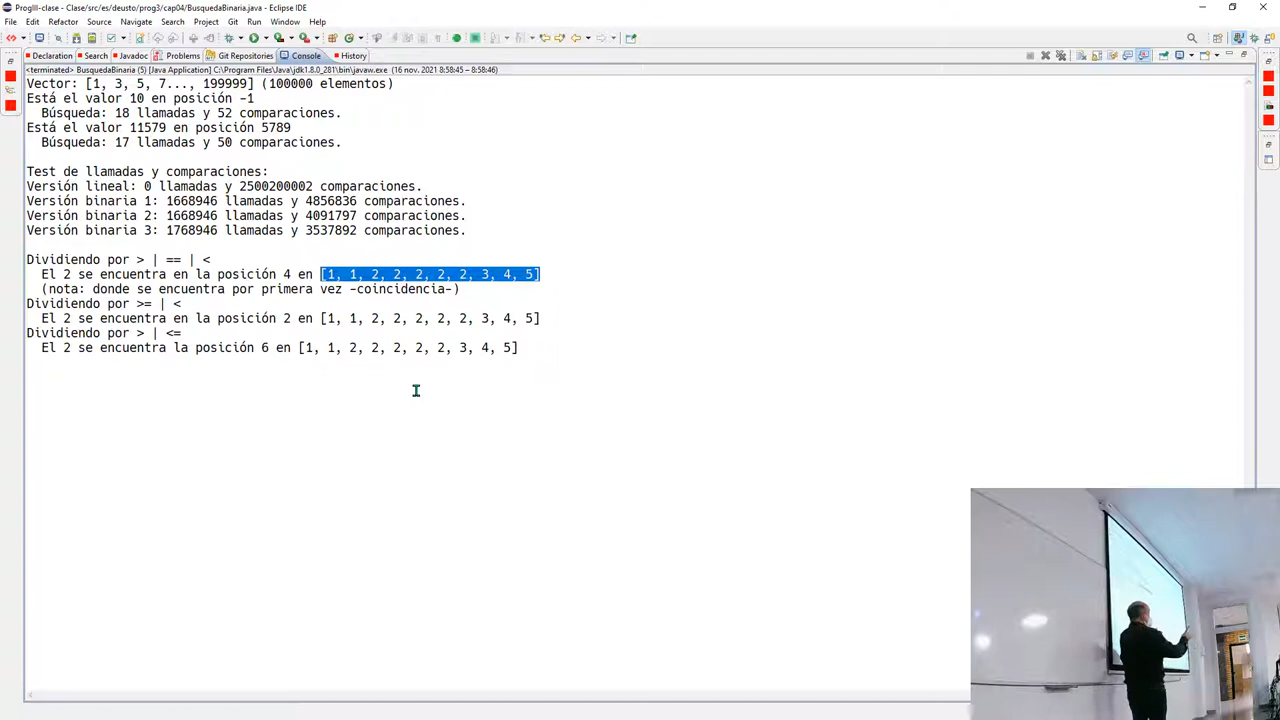 ProgIII-clase - Clase/src/es/deusto/prog3/cap04/BusquedaBinaria.java - Eclipse IDE
File Edit Refactor Source Navigate Search Project Git Run Window Help
Declaration Search Javadoc Problems Git Repositories Console History
<terminated> BusquedaBinaria (5) [Java Application] C:\Program Files\Java\jdk1.8.0_281\bin\javaw.exe (16 nov. 2021 8:58:45 – 8:58:46)
Vector: [1, 3, 5, 7..., 199999] (100000 elementos)
Está el valor 10 en posición -1
Búsqueda: 18 llamadas y 52 comparaciones.
Está el valor 11579 en posición 5789
Búsqueda: 17 llamadas y 50 comparaciones.
Test de llamadas y comparaciones:
Versión lineal: 0 llamadas y 2500200002 comparaciones.
Versión binaria 1: 1668946 llamadas y 4856836 comparaciones.
Versión binaria 2: 1668946 llamadas y 4091797 comparaciones.
Versión binaria 3: 1768946 llamadas y 3537892 comparaciones.
Dividiendo por > | == | <
El 2 se encuentra en la posición 4 en [1, 1, 2, 2, 2, 2, 2, 3, 4, 5]
(nota: donde se encuentra por primera vez -coincidencia-)
Dividiendo por >= | <
El 2 se encuentra en la posición 2 en [1, 1, 2, 2, 2, 2, 2, 3, 4, 5]
Dividiendo por > | <=
El 2 se encuentra la posición 6 en [1, 1, 2, 2, 2, 2, 2, 3, 4, 5]